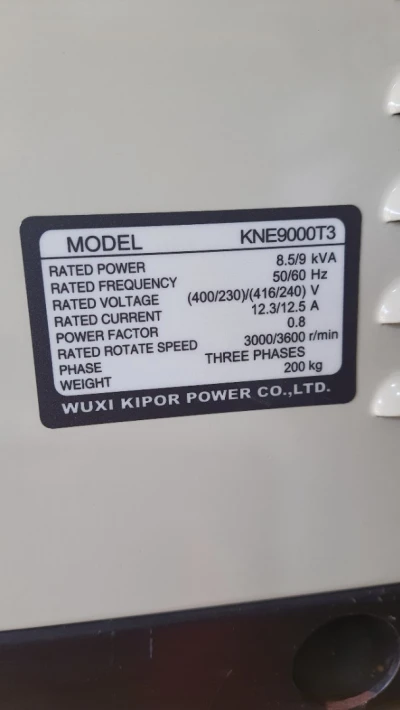 MODEL KNE9000T3
RATED POWER 8.5/9 kVA
RATED FREQUENCY 50/60 Hz
RATED VOLTAGE (400/230)/(416/240) V
RATED CURRENT 12.3/12.5 A
POWER FACTOR 0.8
RATED ROTATE SPEED 3000/3600 r/min
PHASE THREE PHASES
WEIGHT 200 kg
WUXI KIPOR POWER CO.,LTD.